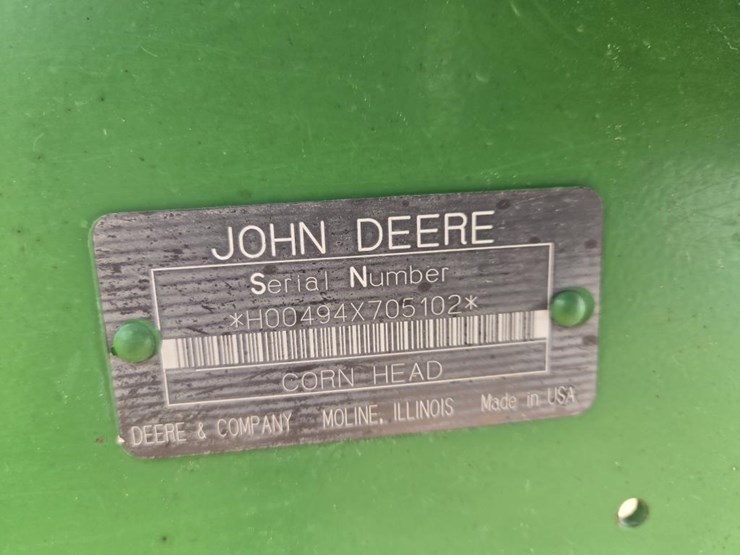 JOHN DEERE
Serial Number
*H00494X705102*
CORN HEAD
DEERE & COMPANY MOLINE, ILLINOIS Made in USA